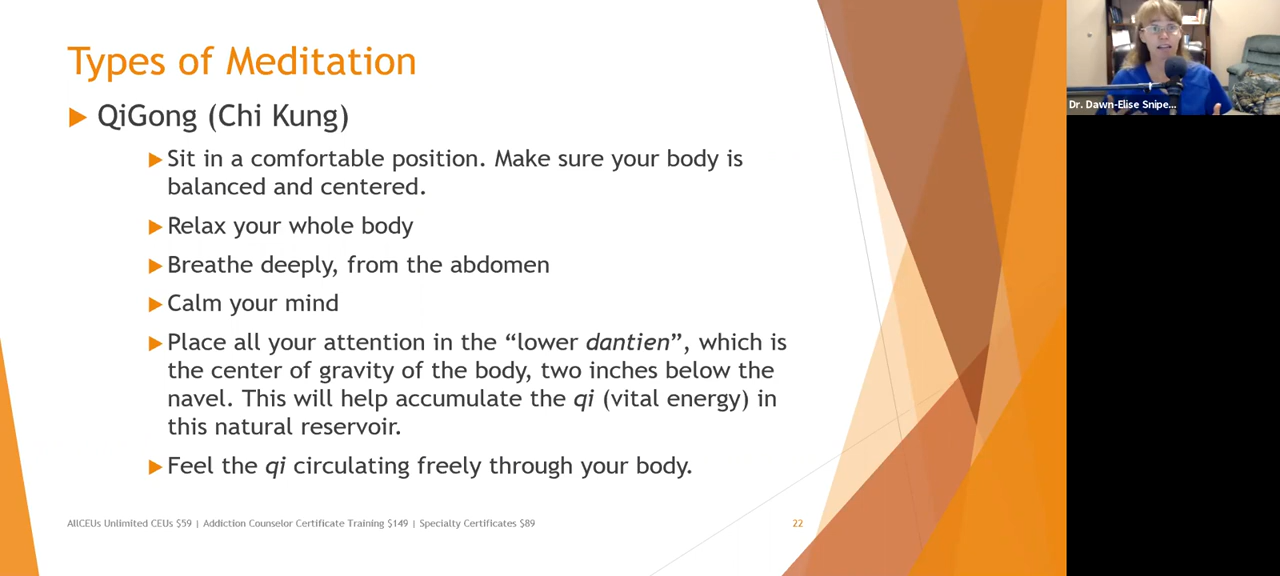 Types of Meditation
QiGong (Chi Kung)
Sit in a comfortable position. Make sure your body is
balanced and centered.
Relax your whole body
Breathe deeply, from the abdomen
Calm your mind
Place all your attention in the “lower dantien”, which is
the center of gravity of the body, two inches below the
navel. This will help accumulate the qi (vital energy) in
this natural reservoir.
Feel the qi circulating freely through your body.
AllCEUs Unlimited CEUs $59 | Addiction Counselor Certificate Training $149 | Specialty Certificates $89
22
Dr. Dawn-Elise Snipe...